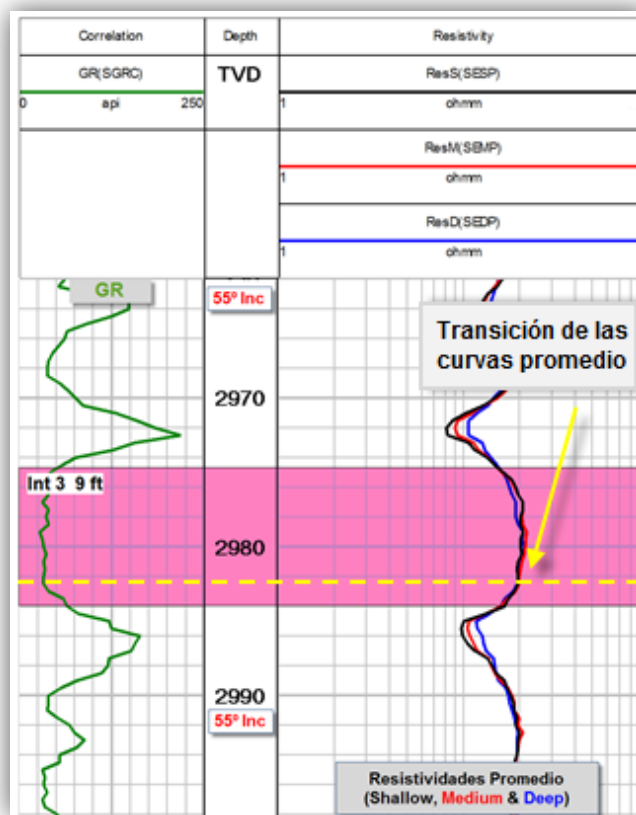 Correlation Depth Resistivity
GR(SGRC) TVD ResS(SESP)
0 api 250 1 ohmm
ResM(SEMP)
1 ohmm
ResD(SEDP)
1 ohmm
GR
55º Inc
Transición de las
curvas promedio
2970
Int 3 9 ft
2980
2990
55º Inc
Resistividades Promedio
(Shallow, Medium & Deep)